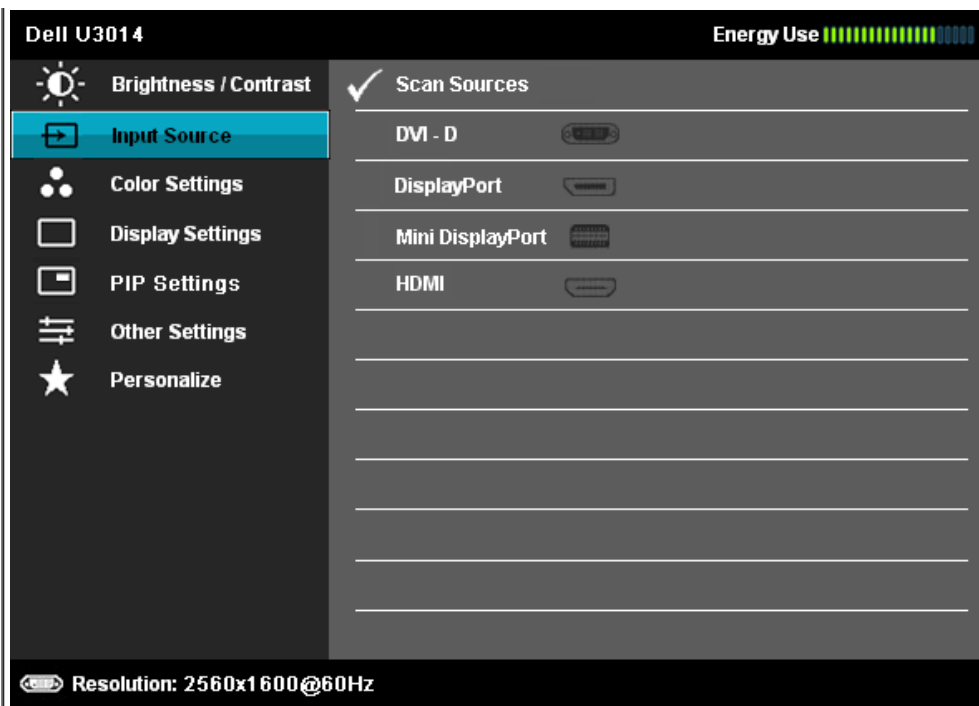 Dell U3014 Energy Use
Brightness / Contrast Scan Sources
Input Source DVI - D
Color Settings DisplayPort
Display Settings Mini DisplayPort
PIP Settings HDMI
Other Settings
Personalize
Resolution: 2560x1600@60Hz